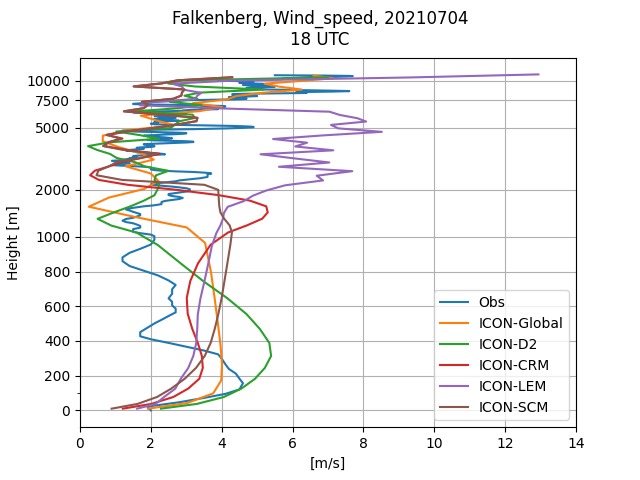 Falkenberg, Wind_speed, 20210704
18 UTC
10000
7500
5000
2000
1000
800
600
400
200
0
Height [m]
Obs
ICON-Global
ICON-D2
ICON-CRM
ICON-LEM
ICON-SCM
0 2 4 6 8 10 12 14
[m/s]